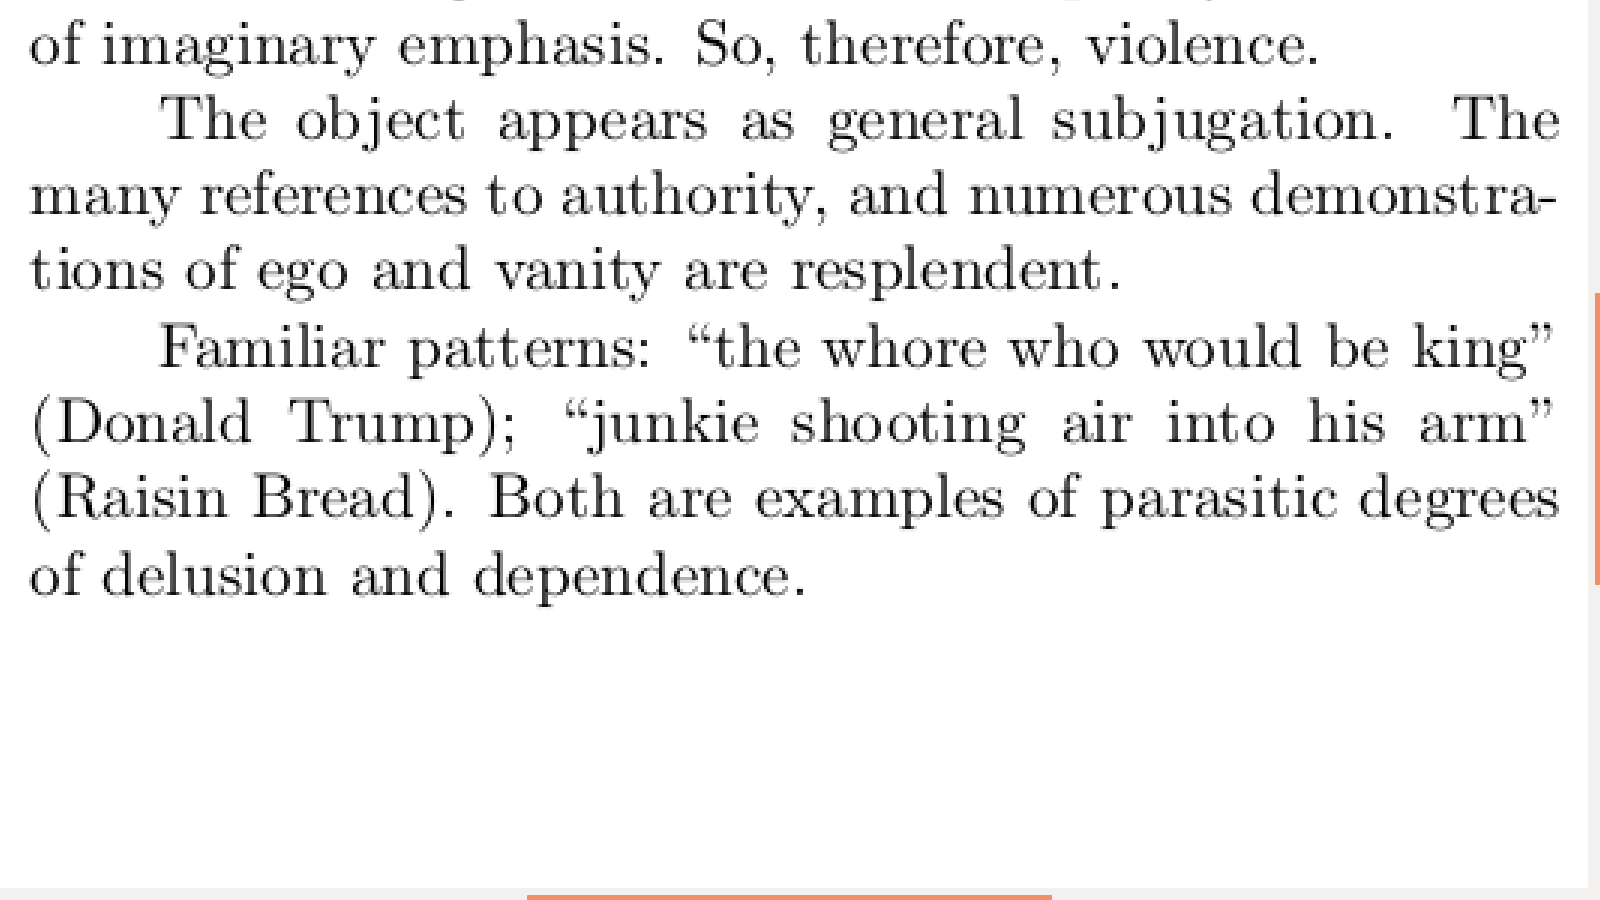 of imaginary emphasis. So, therefore, violence.
The object appears as general subjugation. The
many references to authority, and numerous demonstra-
tions of ego and vanity are resplendent.
Familiar patterns: “the whore who would be king”
(Donald Trump); “junkie shooting air into his arm”
(Raisin Bread). Both are examples of parasitic degrees
of delusion and dependence.